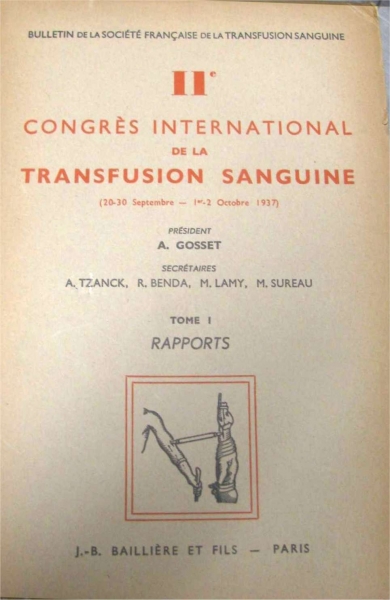 BULLETIN DE LA SOCIÉTÉ FRANÇAISE DE LA TRANSFUSION SANGUINE
IIe
CONGRÈS INTERNATIONAL
DE LA
TRANSFUSION SANGUINE
(20-30 Septembre — 1er-2 Octobre 1937)
PRÉSIDENT
A. GOSSET
SECRÉTAIRES
A. TZANCK, R. BENDA, M. LAMY, M. SUREAU
TOME I
RAPPORTS
J.-B. BAILLIÈRE ET FILS — PARIS